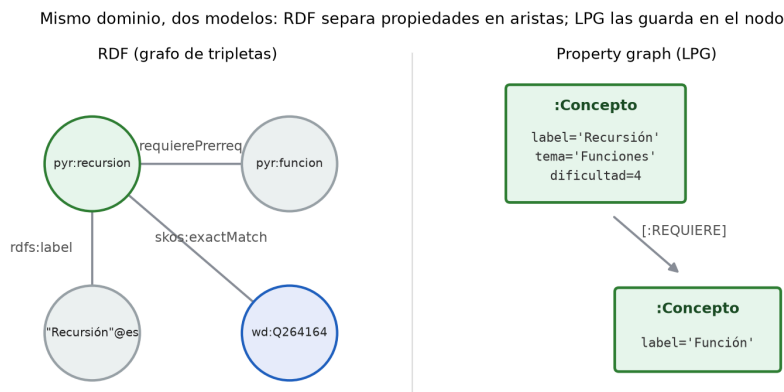 Mismo dominio, dos modelos: RDF separa propiedades en aristas; LPG las guarda en el nodo
RDF (grafo de tripletas)
pyr:recursion
requierePrerreq
pyr:funcion
rdfs:label
skos:exactMatch
"Recursión"@es
wd:Q264164
Property graph (LPG)
:Concepto
label='Recursión'
tema='Funciones'
dificultad=4
[:REQUIERE]
:Concepto
label='Función'